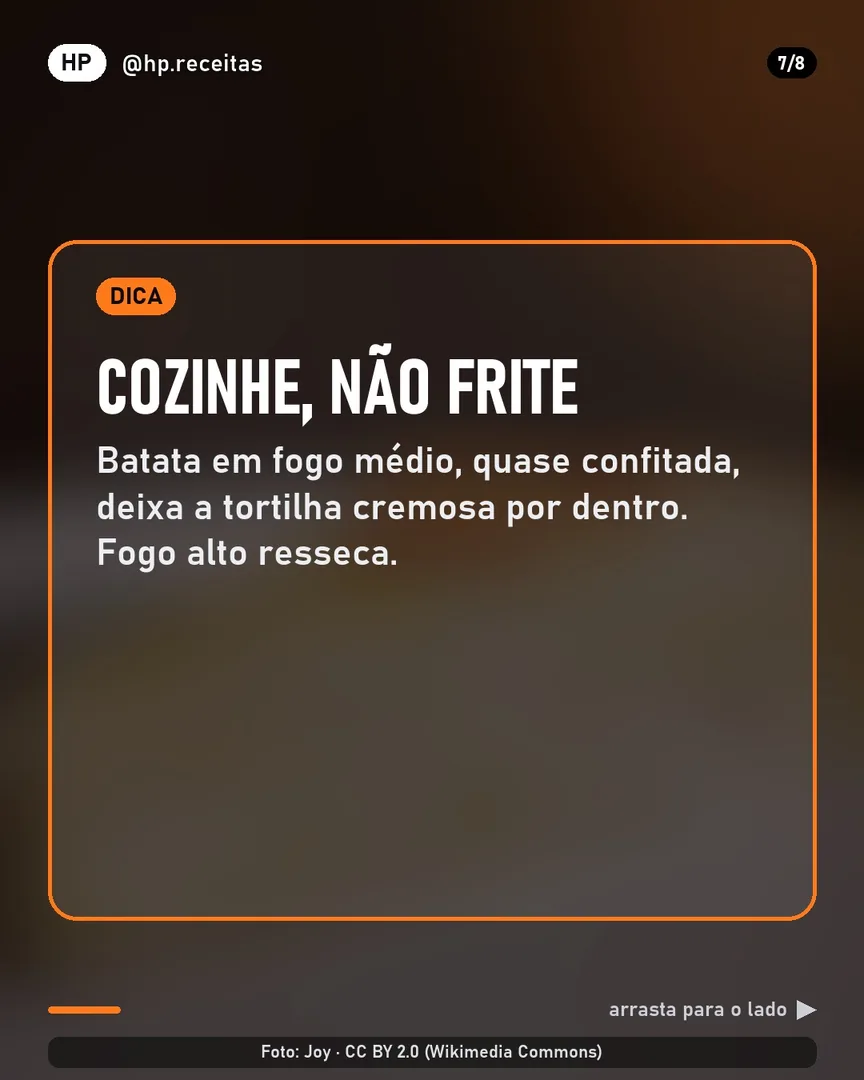 HP @hp.receitas 7/8
DICA
COZINHE, NÃO FRITE
Batata em fogo médio, quase confitada,
deixa a tortilha cremosa por dentro.
Fogo alto resseca.
arrasta para o lado ▶
Foto: Joy · CC BY 2.0 (Wikimedia Commons)